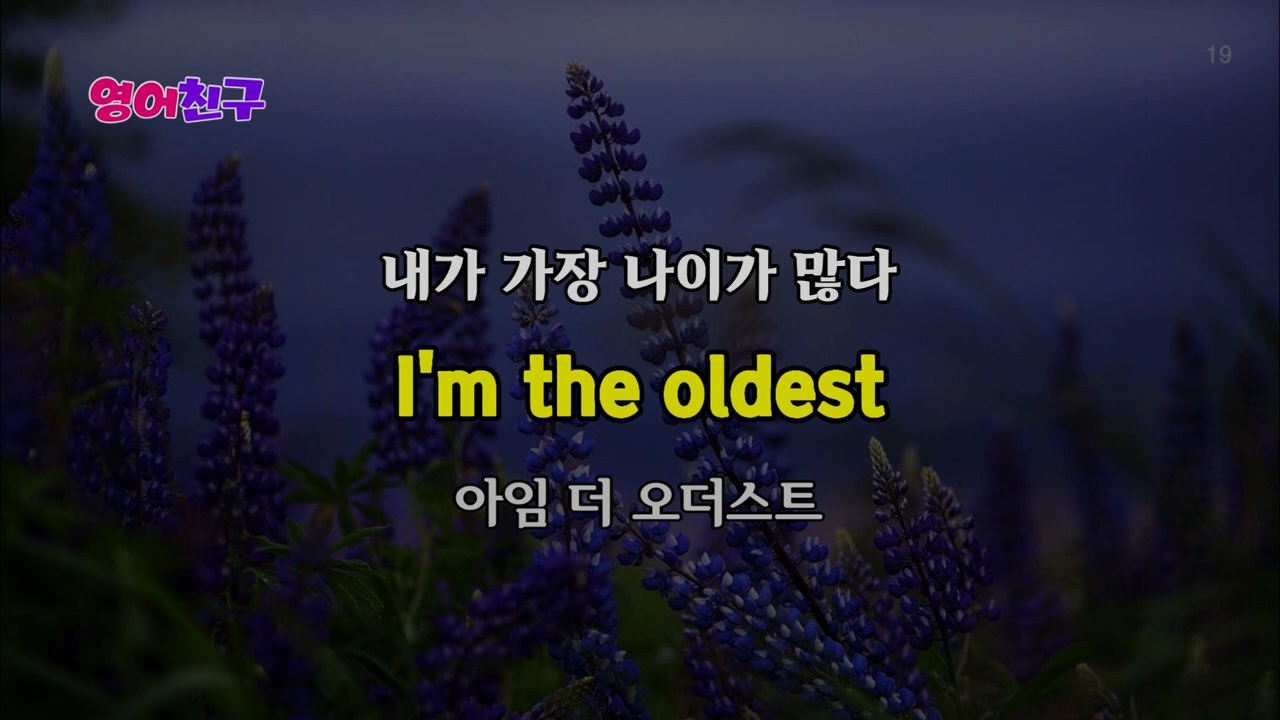 19
영어친구
내가 가장 나이가 많다
I'm the oldest
아임 더 오더스트